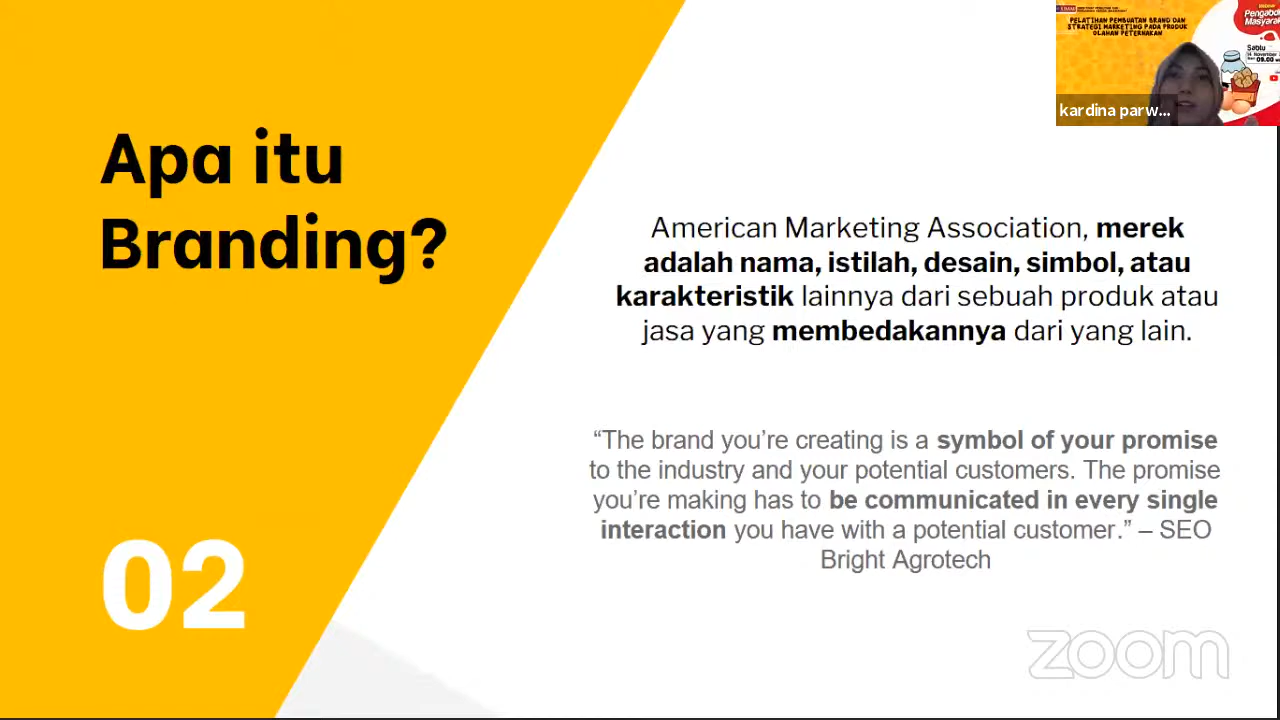 Apa itu
Branding?
02
American Marketing Association, merek
adalah nama, istilah, desain, simbol, atau
karakteristik lainnya dari sebuah produk atau
jasa yang membedakannya dari yang lain.
“The brand you’re creating is a symbol of your promise
to the industry and your potential customers. The promise
you’re making has to be communicated in every single
interaction you have with a potential customer.” – SEO
Bright Agrotech
PELATIHAN PEMBUATAN BRAND DAN
STRATEGI MARKETING PADA PRODUK
OLAHAN PETERNAKAN
Pengabdi
Masyarak
Sabtu
09.00
kardina parw...
zoom